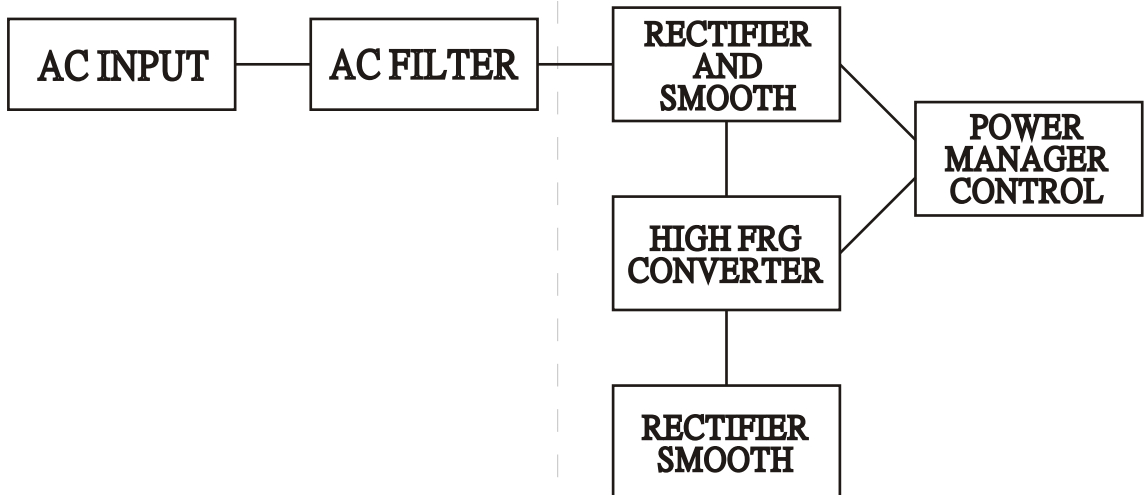 AC INPUT
AC FILTER
RECTIFIER
AND
SMOOTH
POWER
MANAGER
CONTROL
HIGH FRG
CONVERTER
RECTIFIER
SMOOTH